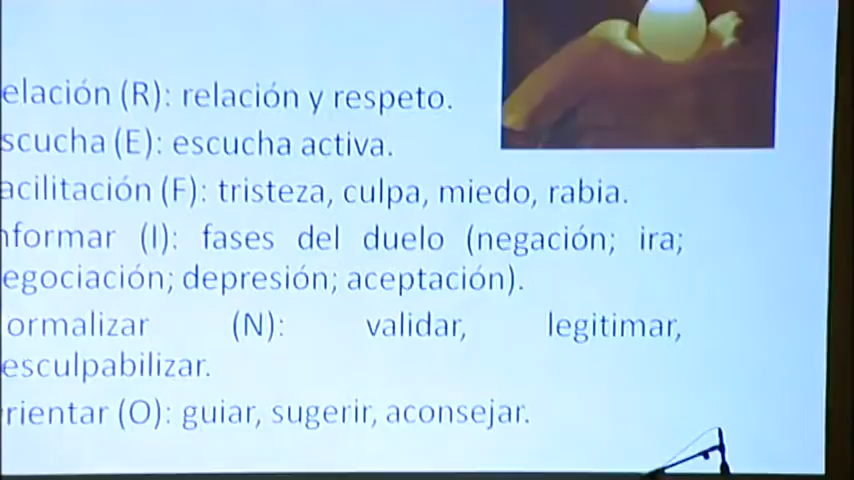 elación (R): relación y respeto.
scucha (E): escucha activa.
acilitación (F): tristeza, culpa, miedo, rabia.
nformar (I): fases del duelo (negación; ira;
egociación; depresión; aceptación).
ormalizar (N): validar, legitimar,
esculpabilizar.
rientar (O): guiar, sugerir, aconsejar.